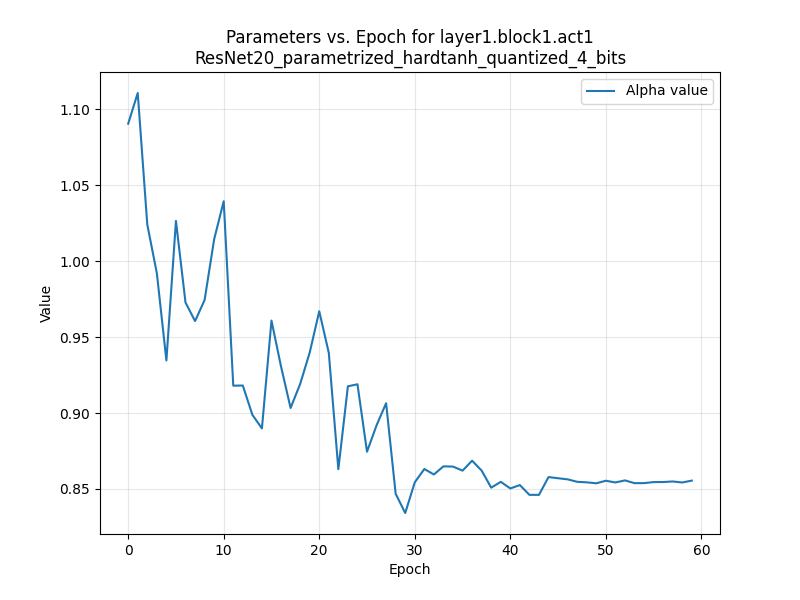 Parameters vs. Epoch for layer1.block1.act1
ResNet20_parametrized_hardtanh_quantized_4_bits
Alpha value
1.10
1.05
1.00
0.95
0.90
0.85
Value
0 10 20 30 40 50 60
Epoch